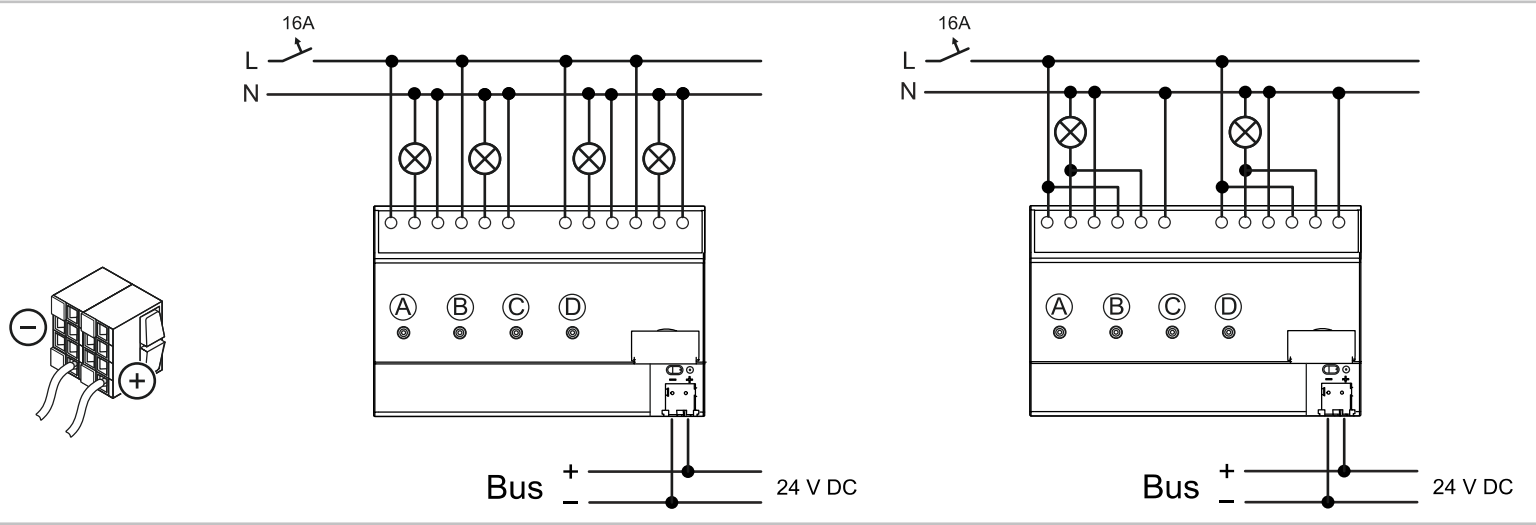 16A
L
N
A B C D
− +
Bus
+
−
24 V DC
16A
L
N
A B C D
− +
Bus
+
−
24 V DC
−
+